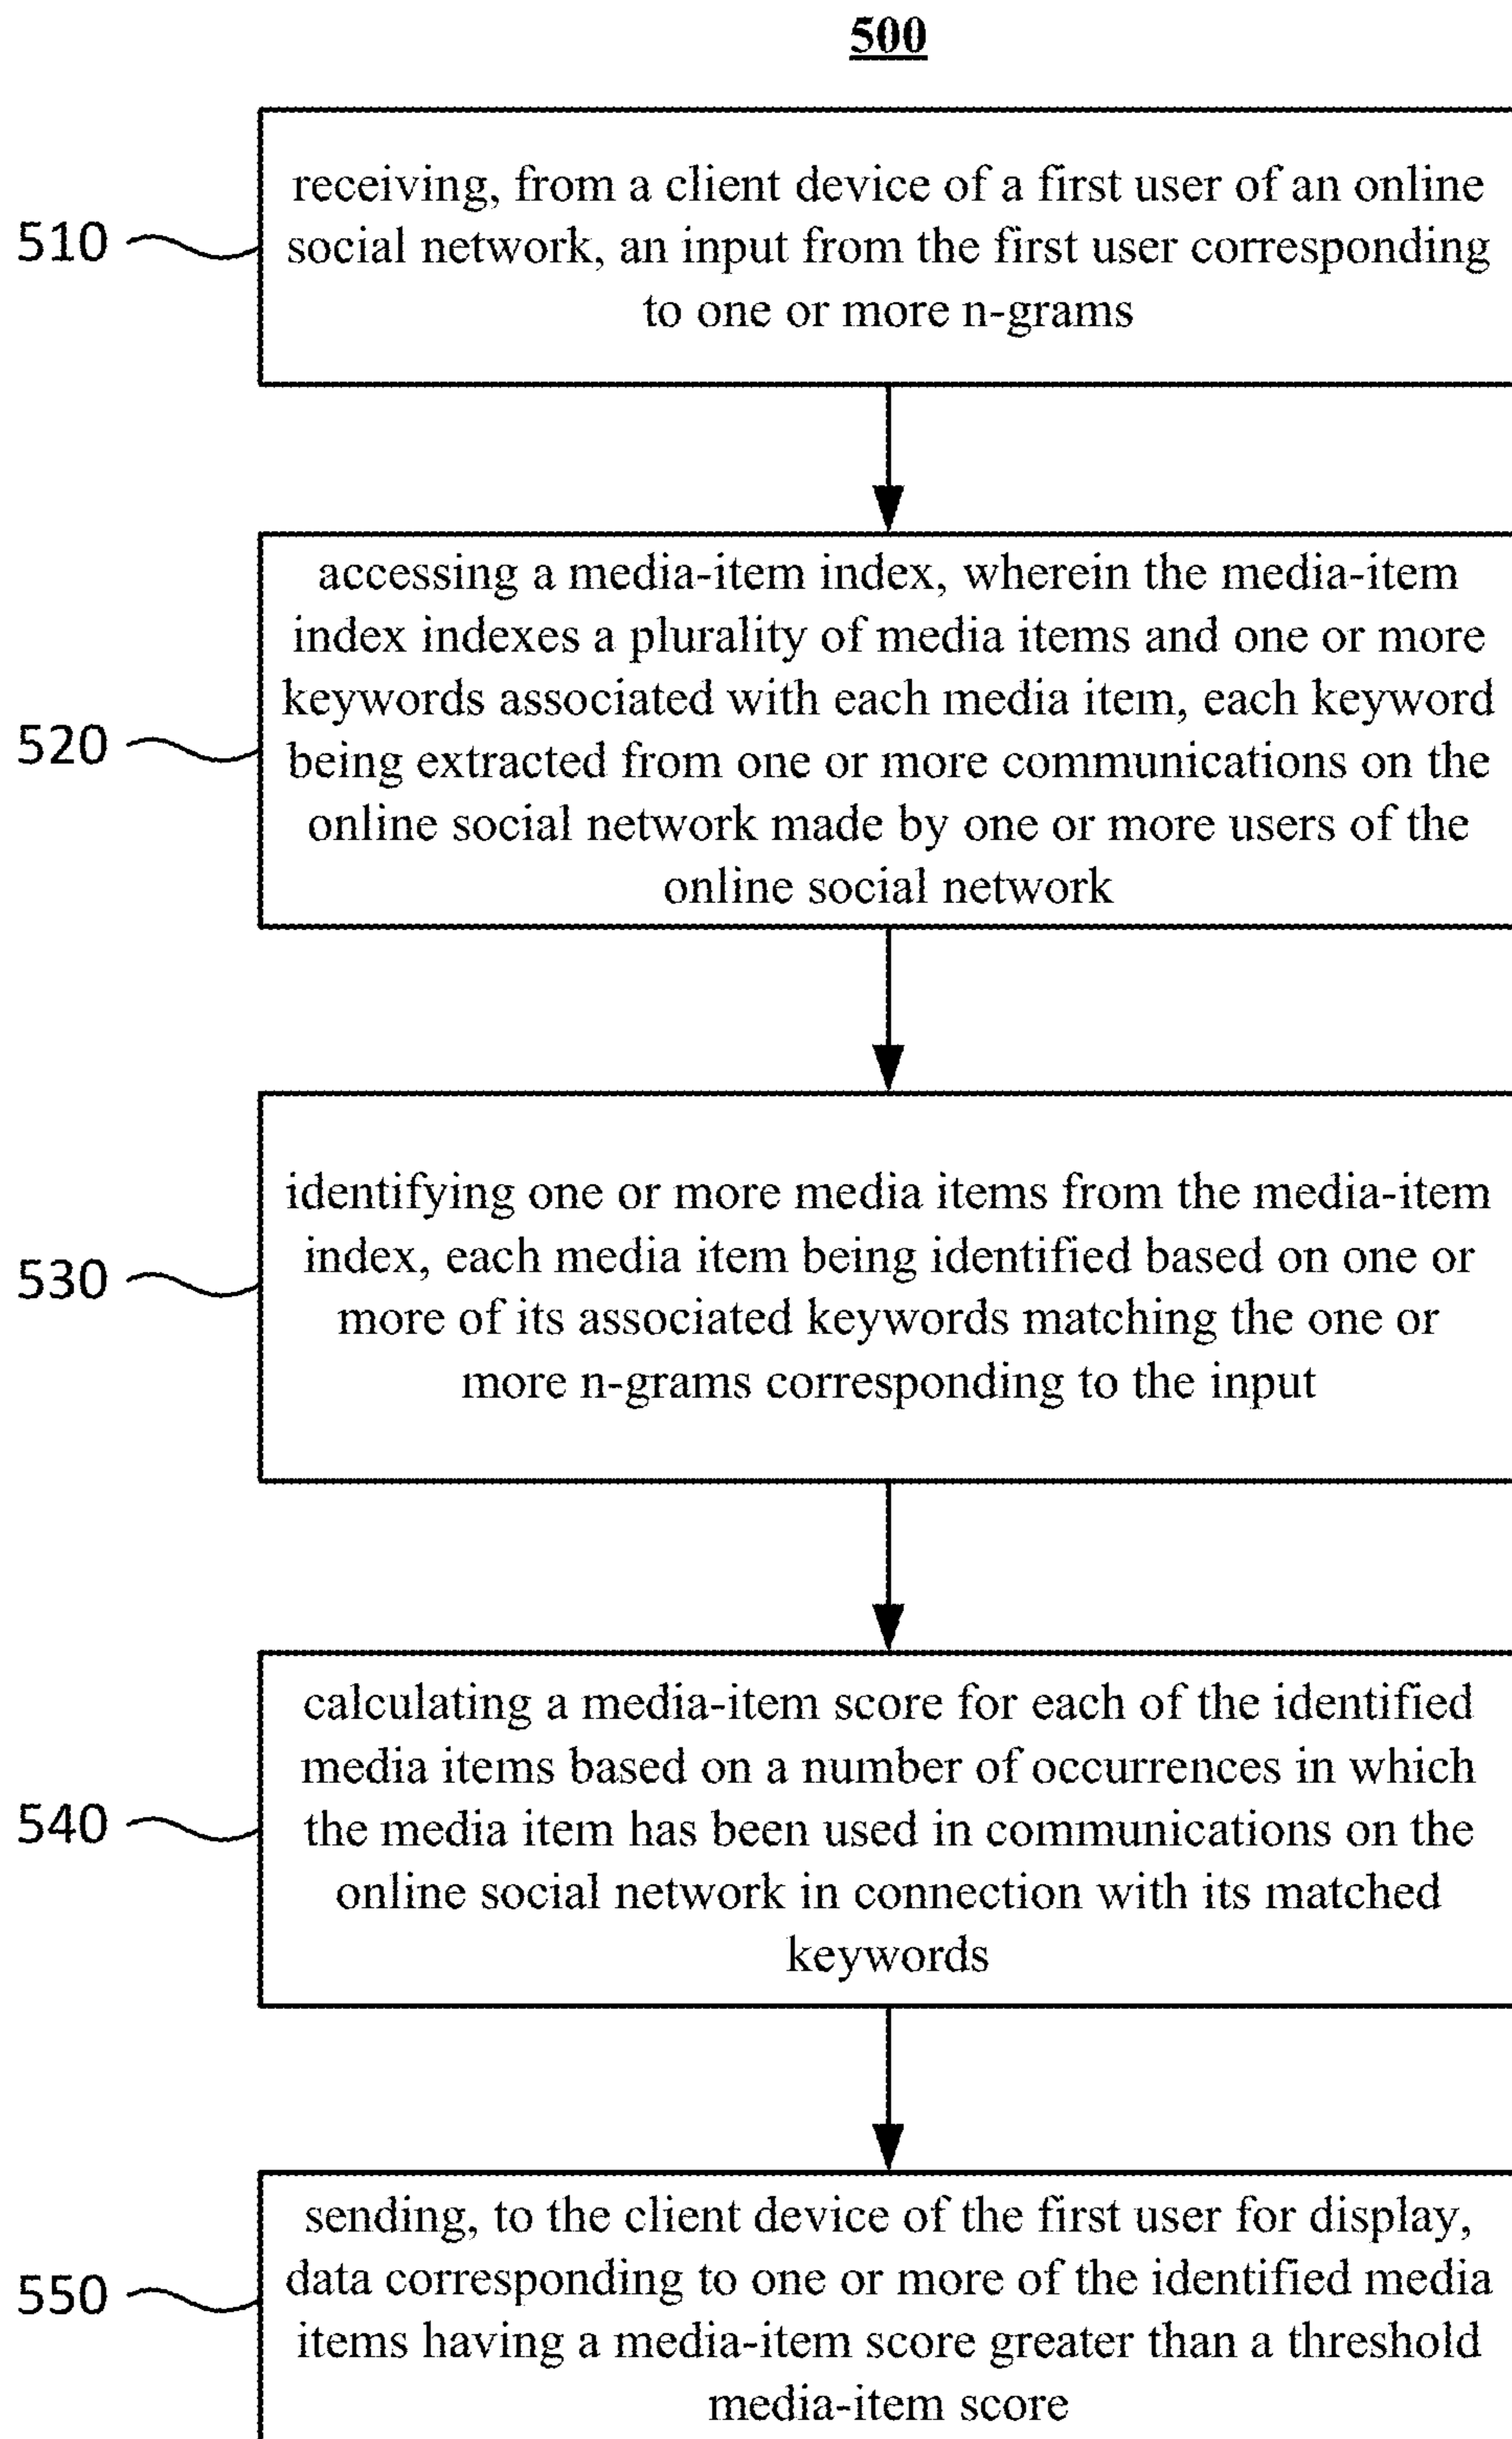 500
receiving, from a client device of a first user of an online
social network, an input from the first user corresponding
to one or more n-grams
510
accessing a media-item index, wherein the media-item
index indexes a plurality of media items and one or more
keywords associated with each media item, each keyword
being extracted from one or more communications on the
online social network made by one or more users of the
online social network
520
identifying one or more media items from the media-item
index, each media item being identified based on one or
more of its associated keywords matching the one or
more n-grams corresponding to the input
530
calculating a media-item score for each of the identified
media items based on a number of occurrences in which
the media item has been used in communications on the
online social network in connection with its matched
keywords
540
sending, to the client device of the first user for display,
data corresponding to one or more of the identified media
items having a media-item score greater than a threshold
media-item score
550